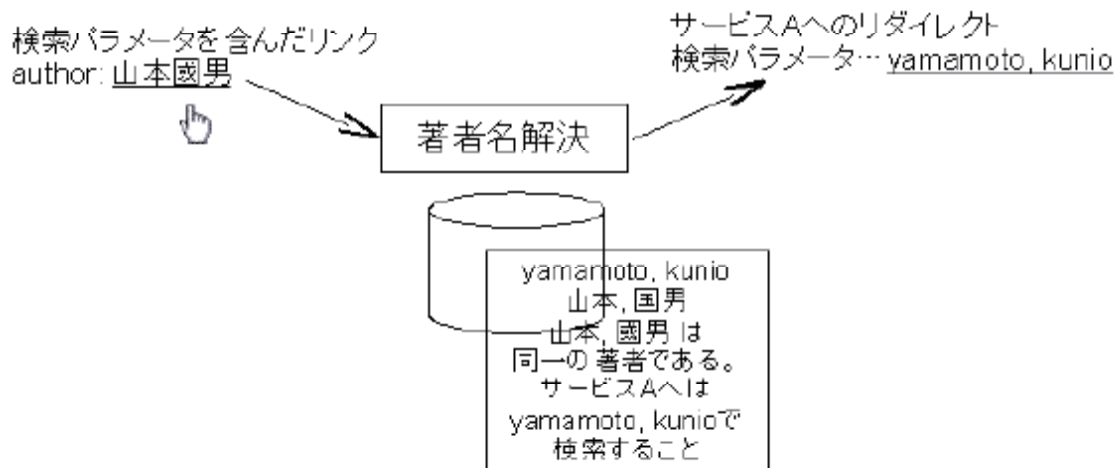 検索パラメータを含んだリンク
author: 山本國男
サービスAへのリダイレクト
検索パラメータ… yamamoto, kunio
著者名解決
yamamoto, kunio
山本, 国男
山本, 國男 は
同一の著者である。
サービスAへは
yamamoto, kunioで
検索すること